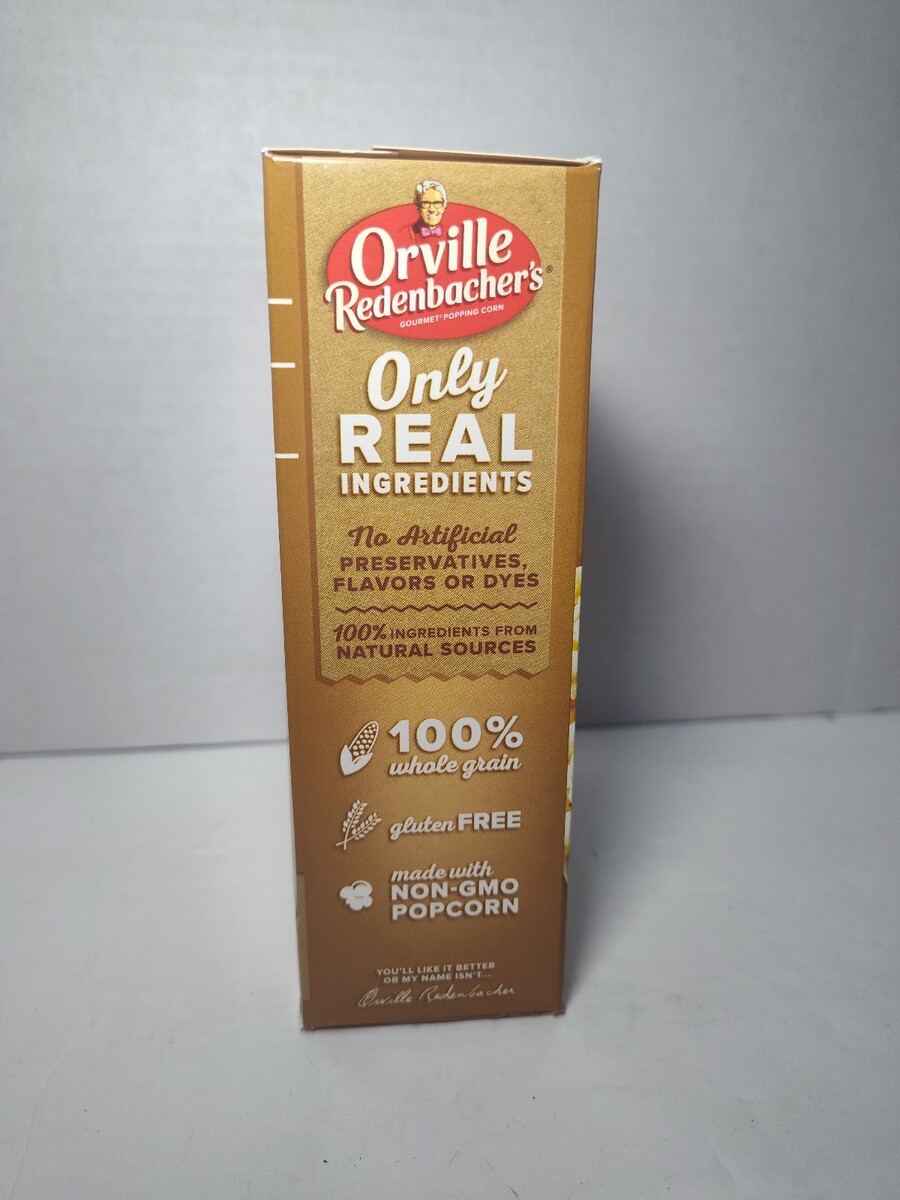 Orville
Redenbacher's®
GOURMET® POPPING CORN
Only
REAL
INGREDIENTS
No Artificial
PRESERVATIVES,
FLAVORS OR DYES
100% INGREDIENTS FROM
NATURAL SOURCES
100%
whole grain
gluten FREE
made with
NON-GMO
POPCORN
YOU'LL LIKE IT BETTER
OR MY NAME ISN'T...
Orville Redenbacher